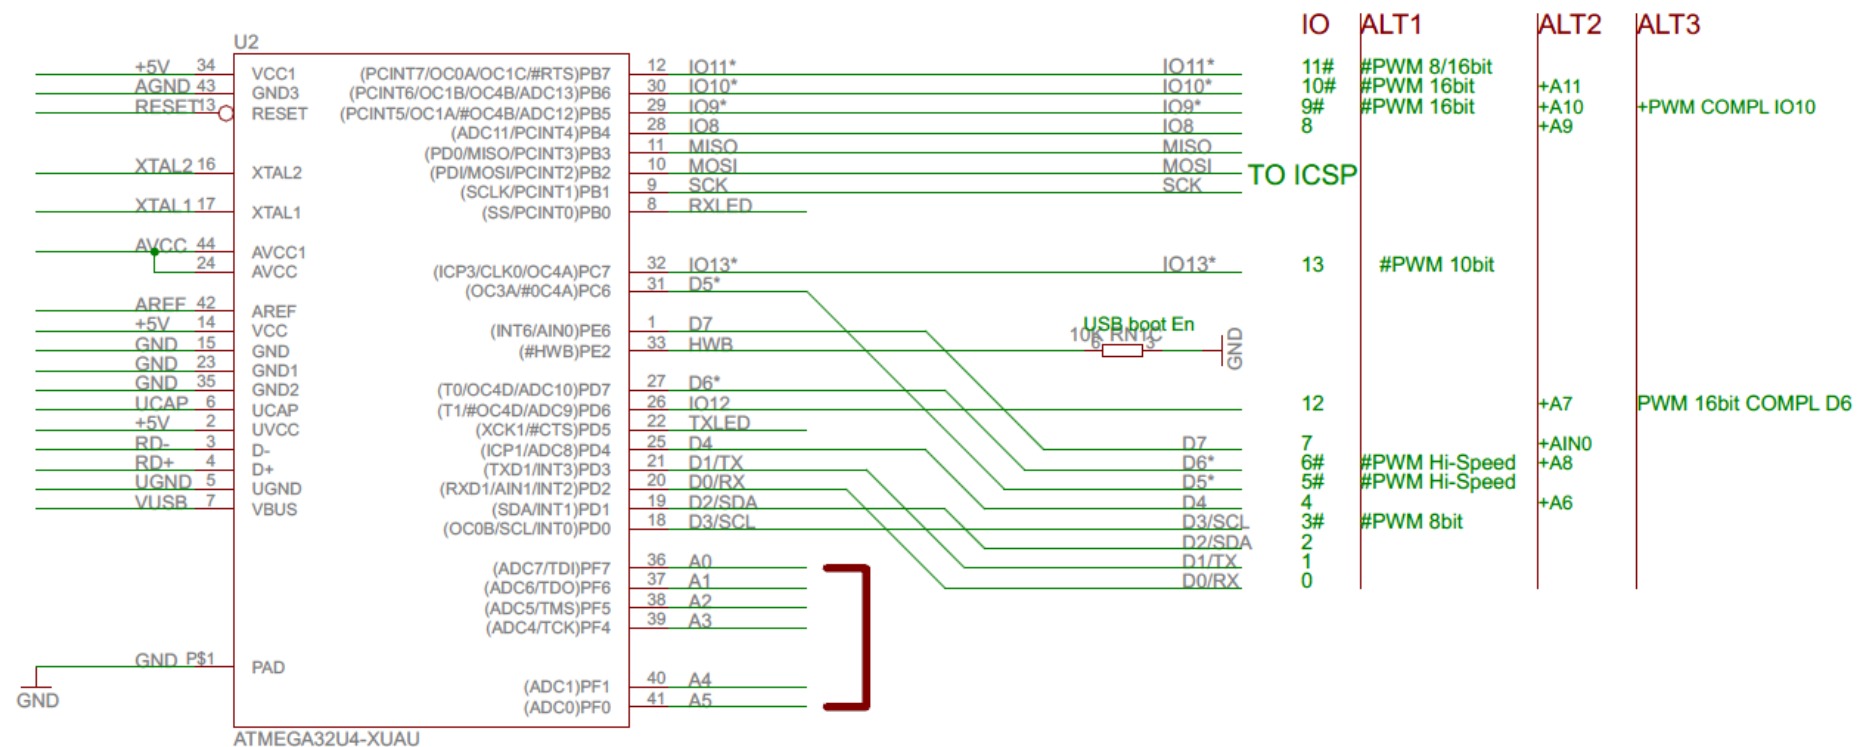 IO ALT1 ALT2 ALT3
U2
+5V 34 VCC1 (PCINT7/OC0A/OC1C/#RTS)PB7 12 IO11* IO11* 11# #PWM 8/16bit
AGND 43 GND3 (PCINT6/OC1B/OC4B/ADC13)PB6 30 IO10* IO10* 10# #PWM 16bit +A11
RESET 13 RESET (PCINT5/OC1A/#OC4B/ADC12)PB5 29 IO9* IO9* 9# #PWM 16bit +A10 +PWM COMPL IO10
(ADC11/PCINT4)PB4 28 IO8 IO8 8 +A9
(PD0/MISO/PCINT3)PB3 11 MISO MISO
XTAL2 16 XTAL2 (PDI/MOSI/PCINT2)PB2 10 MOSI MOSI TO ICSP
(SCLK/PCINT1)PB1 9 SCK SCK
XTAL1 17 XTAL1 (SS/PCINT0)PB0 8 RXLED
AVCC 44 AVCC1
24 AVCC (ICP3/CLK0/OC4A)PC7 32 IO13* IO13* 13 #PWM 10bit
(OC3A/#0C4A)PC6 31 D5*
AREF 42 AREF
+5V 14 VCC (INT6/AIN0)PE6 1 D7 USB boot En
GND 15 GND (#HWB)PE2 33 HWB 10K RN1C 6 3 GND
GND 23 GND1
GND 35 GND2 (T0/OC4D/ADC10)PD7 27 D6*
UCAP 6 UCAP (T1/#OC4D/ADC9)PD6 26 IO12 12 +A7 PWM 16bit COMPL D6
+5V 2 UVCC (XCK1/#CTS)PD5 22 TXLED
RD- 3 D- (ICP1/ADC8)PD4 25 D4 D7 7 +AIN0
RD+ 4 D+ (TXD1/INT3)PD3 21 D1/TX D6* 6# #PWM Hi-Speed +A8
UGND 5 UGND (RXD1/AIN1/INT2)PD2 20 D0/RX D5* 5# #PWM Hi-Speed
VUSB 7 VBUS (SDA/INT1)PD1 19 D2/SDA D4 4 +A6
(OC0B/SCL/INT0)PD0 18 D3/SCL D3/SCL 3# #PWM 8bit
D2/SDA 2
(ADC7/TDI)PF7 36 A0 D1/TX 1
(ADC6/TDO)PF6 37 A1 D0/RX 0
(ADC5/TMS)PF5 38 A2
(ADC4/TCK)PF4 39 A3
GND P$1 PAD
GND (ADC1)PF1 40 A4
(ADC0)PF0 41 A5
ATMEGA32U4-XUAU